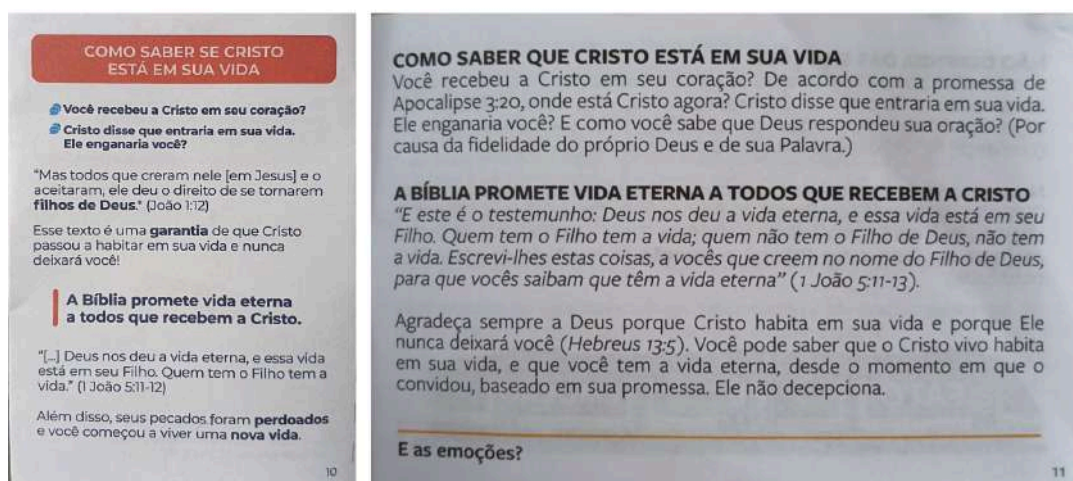 COMO SABER SE CRISTO
ESTÁ EM SUA VIDA
Você recebeu a Cristo em seu coração?
Cristo disse que entraria em sua vida.
Ele enganaria você?
"Mas todos que creram nele [em Jesus] e o
aceitaram, ele deu o direito de se tornarem
filhos de Deus." (João 1:12)
Esse texto é uma garantia de que Cristo
passou a habitar em sua vida e nunca
deixará você!
A Bíblia promete vida eterna
a todos que recebem a Cristo.
"[...] Deus nos deu a vida eterna, e essa vida
está em seu Filho. Quem tem o Filho tem a
vida." (1 João 5:11-12)
Além disso, seus pecados foram perdoados
e você começou a viver uma nova vida.
10
COMO SABER QUE CRISTO ESTÁ EM SUA VIDA
Você recebeu a Cristo em seu coração? De acordo com a promessa de
Apocalipse 3:20, onde está Cristo agora? Cristo disse que entraria em sua vida.
Ele enganaria você? E como você sabe que Deus respondeu sua oração? (Por
causa da fidelidade do próprio Deus e de sua Palavra.)
A BÍBLIA PROMETE VIDA ETERNA A TODOS QUE RECEBEM A CRISTO
"E este é o testemunho: Deus nos deu a vida eterna, e essa vida está em seu
Filho. Quem tem o Filho tem a vida; quem não tem o Filho de Deus, não tem
a vida. Escrevi-lhes estas coisas, a vocês que creem no nome do Filho de Deus,
para que vocês saibam que têm a vida eterna" (1 João 5:11-13).
Agradeça sempre a Deus porque Cristo habita em sua vida e porque Ele
nunca deixará você (Hebreus 13:5). Você pode saber que o Cristo vivo habita
em sua vida, e que você tem a vida eterna, desde o momento em que o
convidou, baseado em sua promessa. Ele não decepciona.
E as emoções?
11